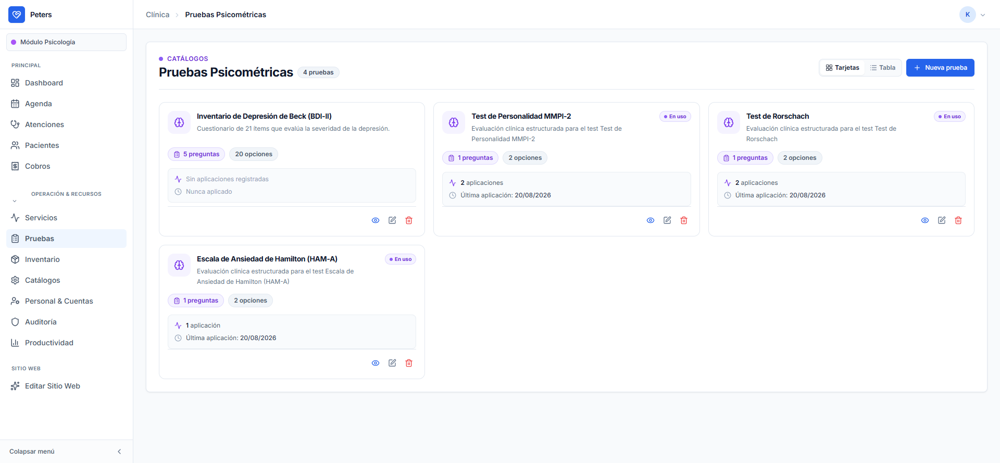 Peters
Clínica
Pruebas Psicométricas
K
Módulo Psicología
PRINCIPAL
Dashboard
Agenda
Atenciones
Pacientes
Cobros
OPERACIÓN & RECURSOS
Servicios
Pruebas
Inventario
Catálogos
Personal & Cuentas
Auditoría
Productividad
SITIO WEB
Editar Sitio Web
Colapsar menú
CATÁLOGOS
Pruebas Psicométricas
4 pruebas
Tarjetas
Tabla
Nueva prueba
Inventario de Depresión de Beck (BDI-II)
Cuestionario de 21 ítems que evalúa la severidad de la depresión.
5 preguntas
20 opciones
Sin aplicaciones registradas
Nunca aplicado
Test de Personalidad MMPI-2
En uso
Evaluación clínica estructurada para el test Test de
Personalidad MMPI-2
1 preguntas
2 opciones
2 aplicaciones
Última aplicación: 20/08/2026
Test de Rorschach
En uso
Evaluación clínica estructurada para el test Test de
Rorschach
1 preguntas
2 opciones
2 aplicaciones
Última aplicación: 20/08/2026
Escala de Ansiedad de Hamilton (HAM-A)
En uso
Evaluación clínica estructurada para el test Escala de
Ansiedad de Hamilton (HAM-A)
1 preguntas
2 opciones
1 aplicación
Última aplicación: 20/08/2026